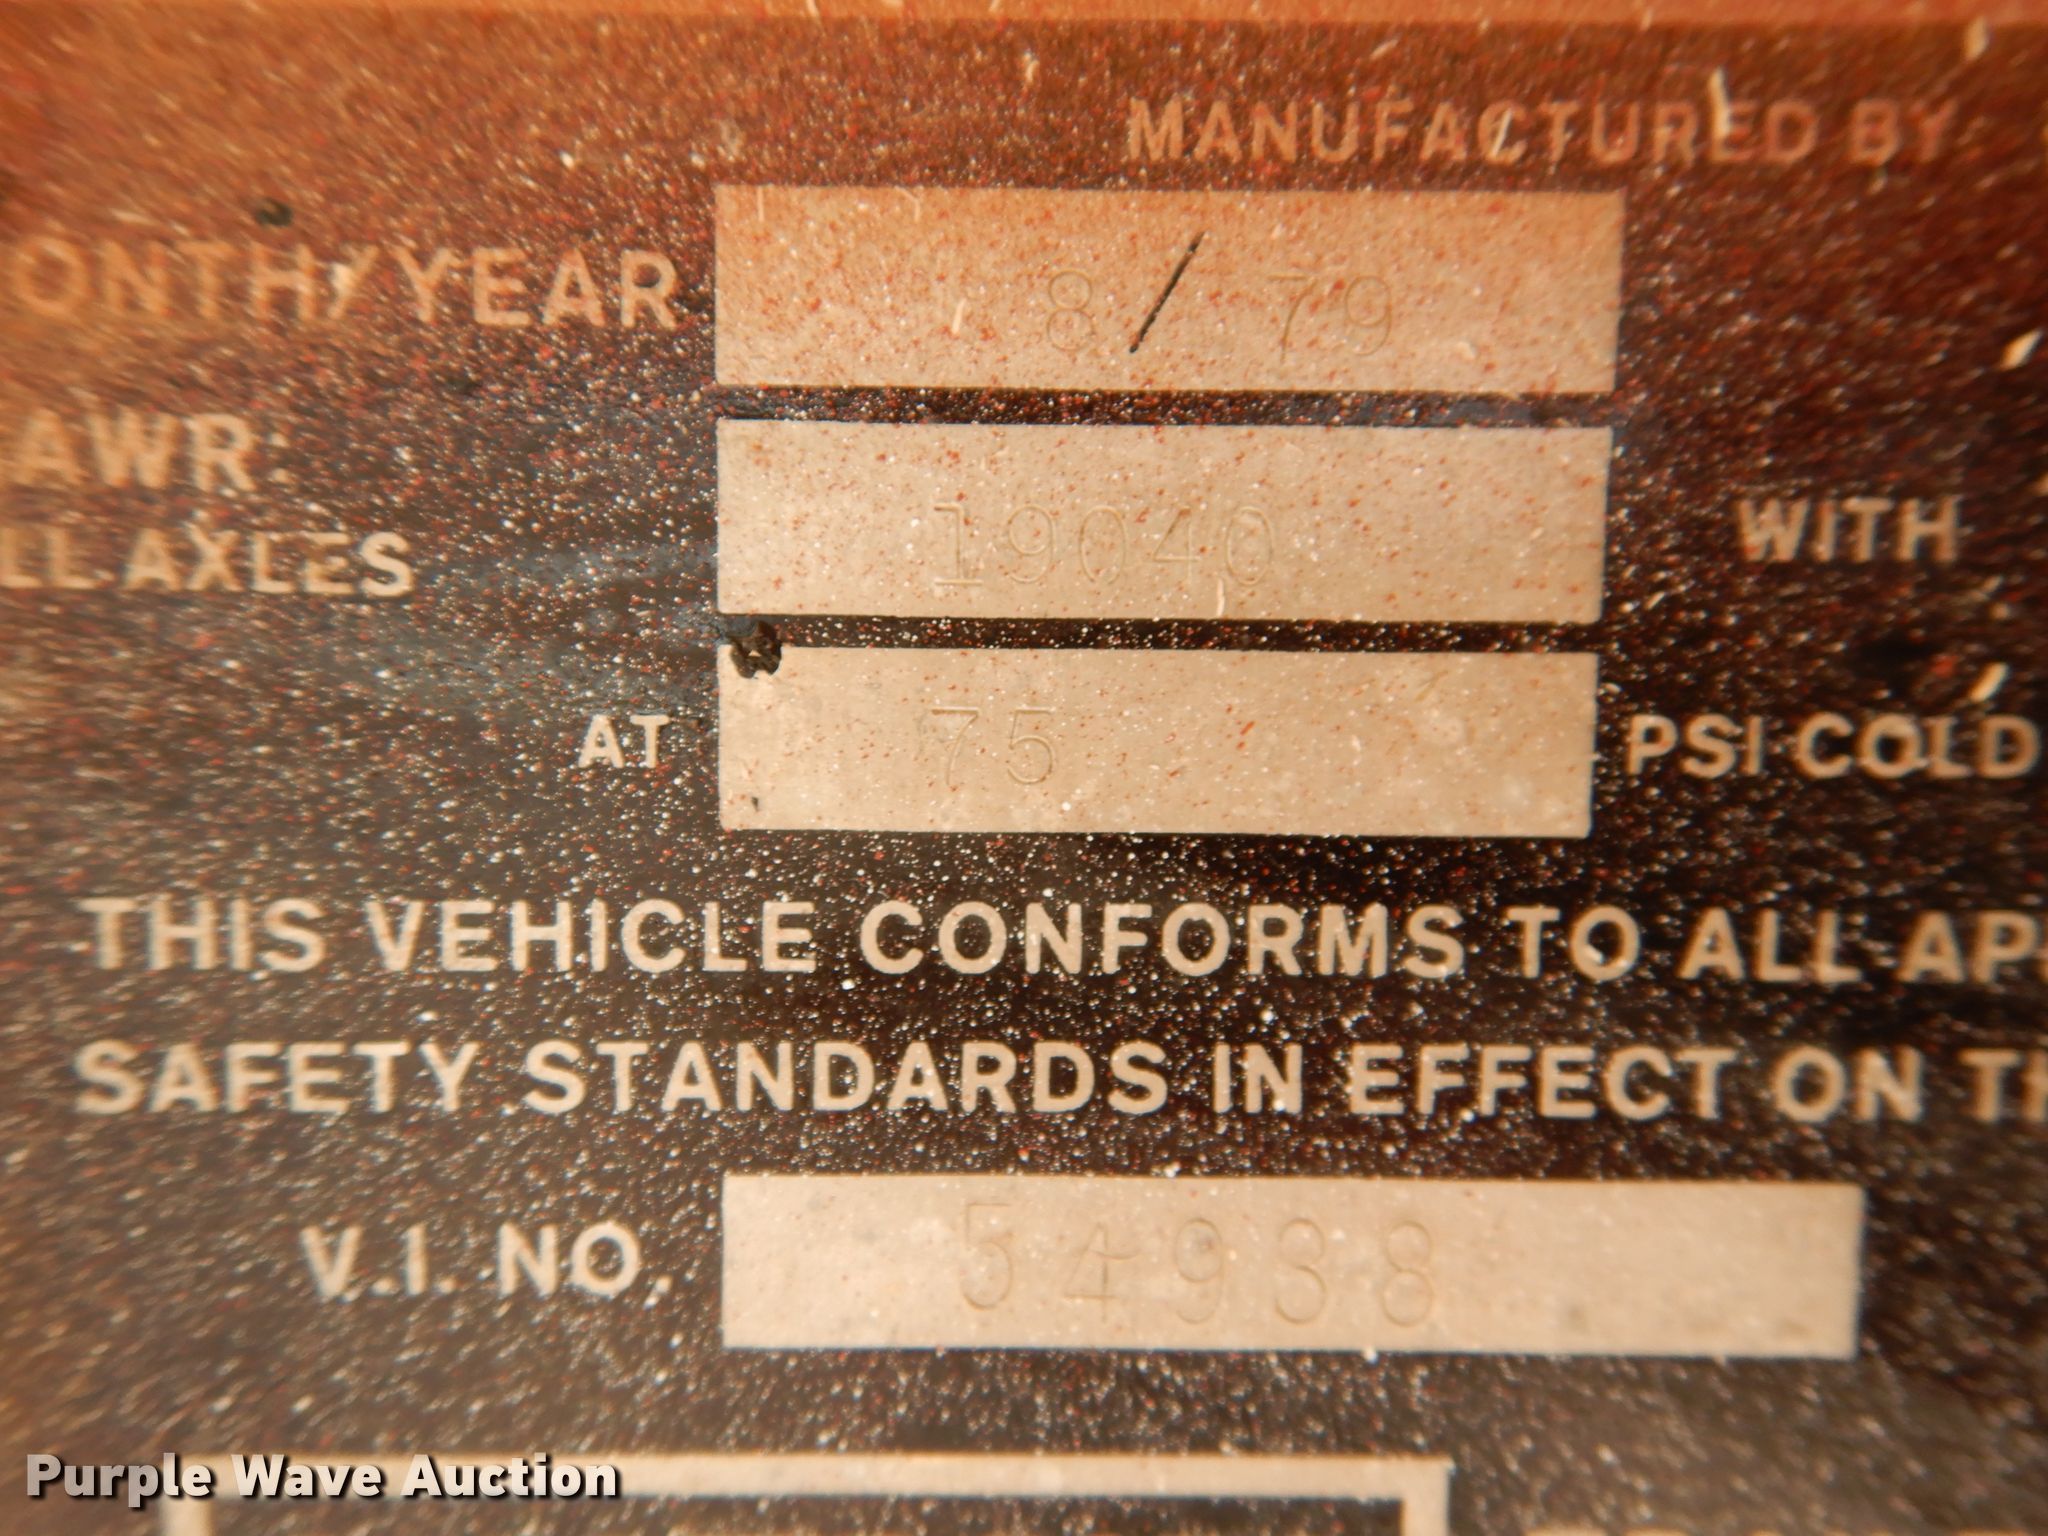 MANUFACTURED BY
ONTH/YEAR 8/79
AWR
LL AXLES 19040 WITH
AT 75 PSI COLD
THIS VEHICLE CONFORMS TO ALL AP
SAFETY STANDARDS IN EFFECT ON TH
V.I. NO. 54938
Purple Wave Auction